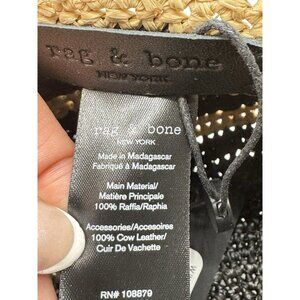 rag & bone
NEW YORK
rag & bone
NEW YORK
Made in Madagascar
Fabriqué à Madagascar
Main Material/
Matière Principale
100% Raffia/Raphia
Accessories/Accesoires
100% Cow Leather/
Cuir De Vachette
RN# 108879